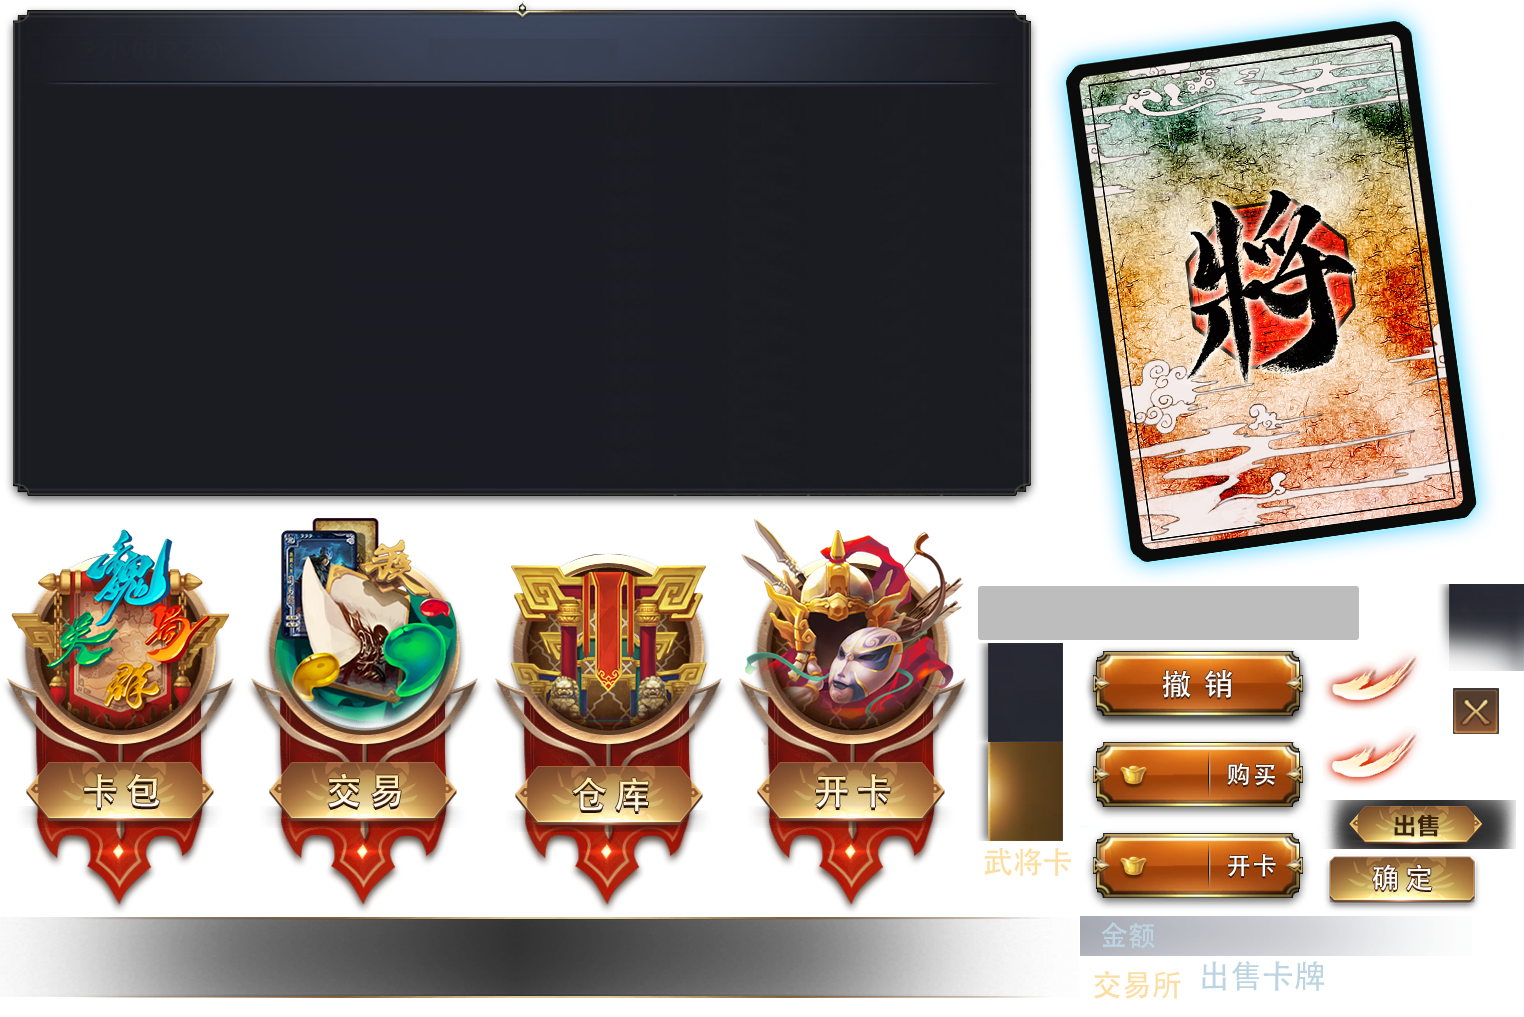 將
魏
吴
蜀
群
卡包
交易
仓库
开卡
撤销
购买
开卡
出售
确定
武将卡
金额
交易所
出售卡牌